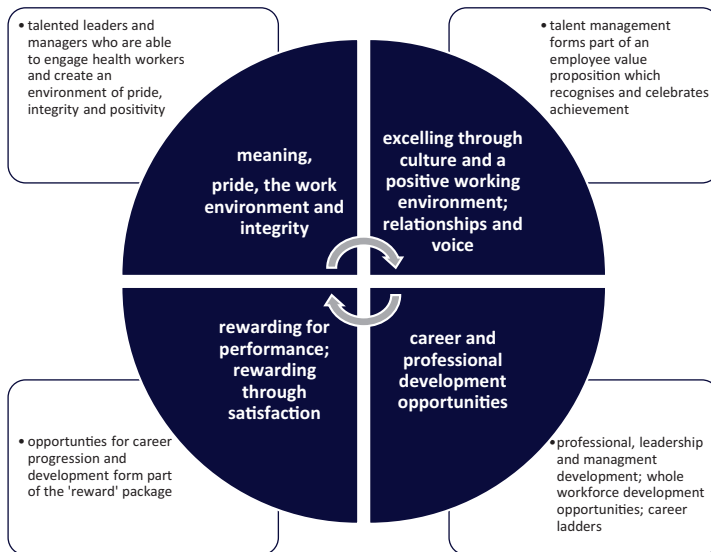 • talented leaders and
managers who are able
to engage health workers
and create an
environment of pride,
integrity and positivity
• talent management
forms part of an
employee value
proposition which
recognises and celebrates
achievement
meaning,
pride, the work
environment and
integrity
excelling through
culture and a
positive working
environment;
relationships and
voice
rewarding for
performance;
rewarding
through
satisfaction
career and
professional
development
opportunities
• opportunties for career
progression and
development form part
of the 'reward' package
• professional, leadership
and managment
development; whole
workforce development
opportunities; career
ladders